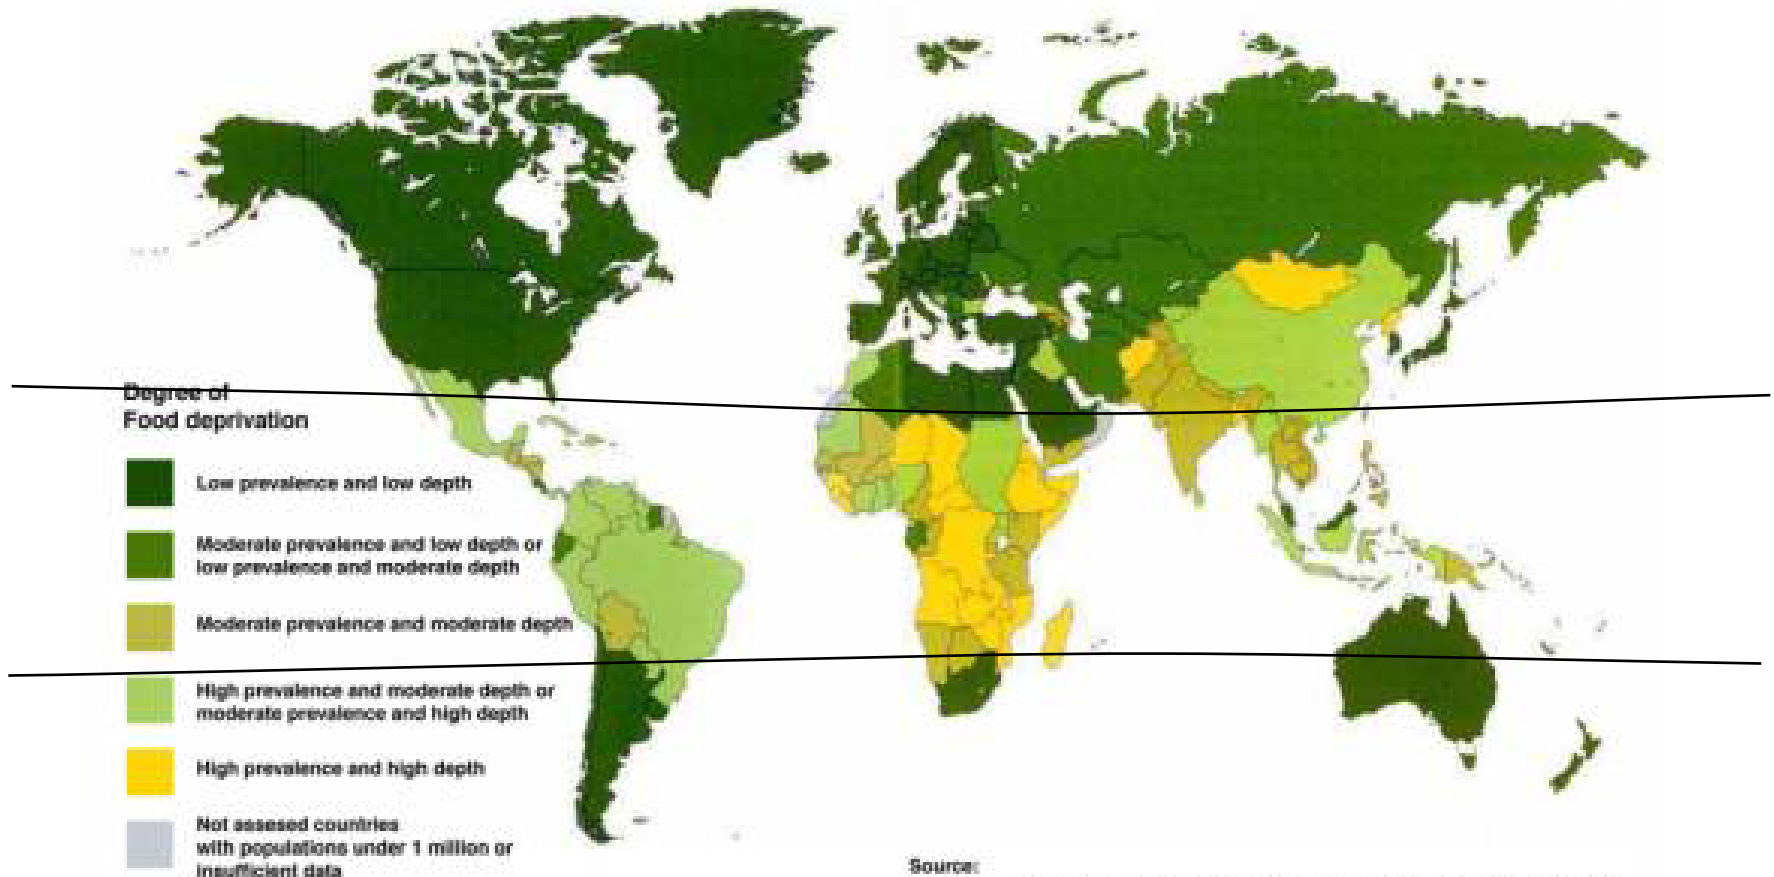 Degree of
Food deprivation
Low prevalence and low depth
Moderate prevalence and low depth or
low prevalence and moderate depth
Moderate prevalence and moderate depth
High prevalence and moderate depth or
moderate prevalence and high depth
High prevalence and high depth
Not assesed countries
with populations under 1 million or
insufficient data
Source: